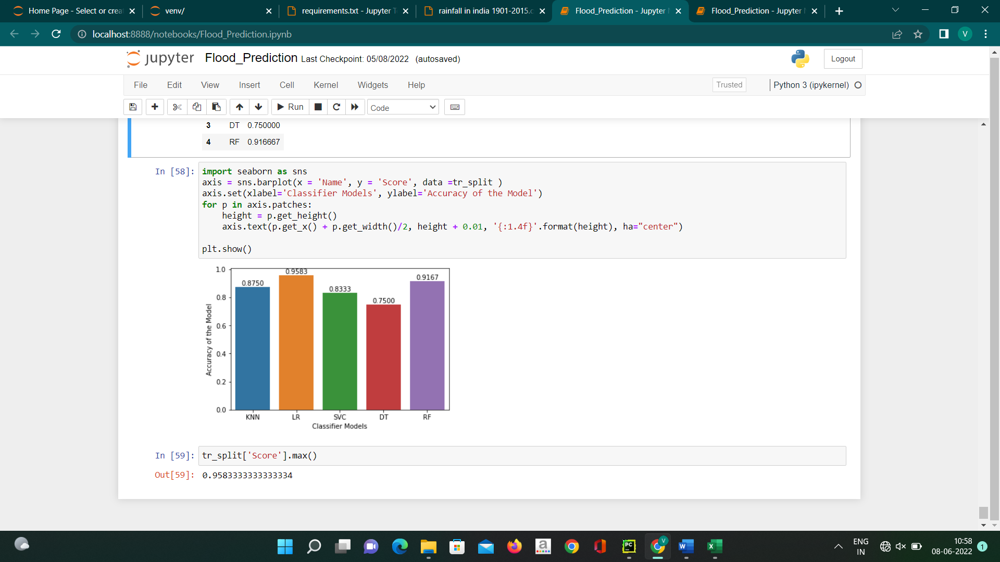 Home Page - Select or crea
venv/
requirements.txt - Jupyter T
rainfall in india 1901-2015.c
Flood_Prediction - Jupyter
Flood_Prediction - Jupyter
localhost:8888/notebooks/Flood_Prediction.ipynb
V
jupyter Flood_Prediction Last Checkpoint: 05/08/2022 (autosaved)
Logout
File Edit View Insert Cell Kernel Widgets Help
Trusted
Python 3 (ipykernel)
Run
Code
3 DT 0.750000
4 RF 0.916667
In [58]: import seaborn as sns
axis = sns.barplot(x = 'Name', y = 'Score', data =tr_split )
axis.set(xlabel='Classifier Models', ylabel='Accuracy of the Model')
for p in axis.patches:
    height = p.get_height()
    axis.text(p.get_x() + p.get_width()/2, height + 0.01, '{:1.4f}'.format(height), ha="center")
plt.show()
1.0
0.8
0.6
0.4
0.2
0.0
Accuracy of the Model
0.8750
0.9583
0.8333
0.7500
0.9167
KNN LR SVC DT RF
Classifier Models
In [59]: tr_split['Score'].max()
Out[59]: 0.9583333333333334
a
PC
V
W
X
ENG
IN
10:58
08-06-2022
1